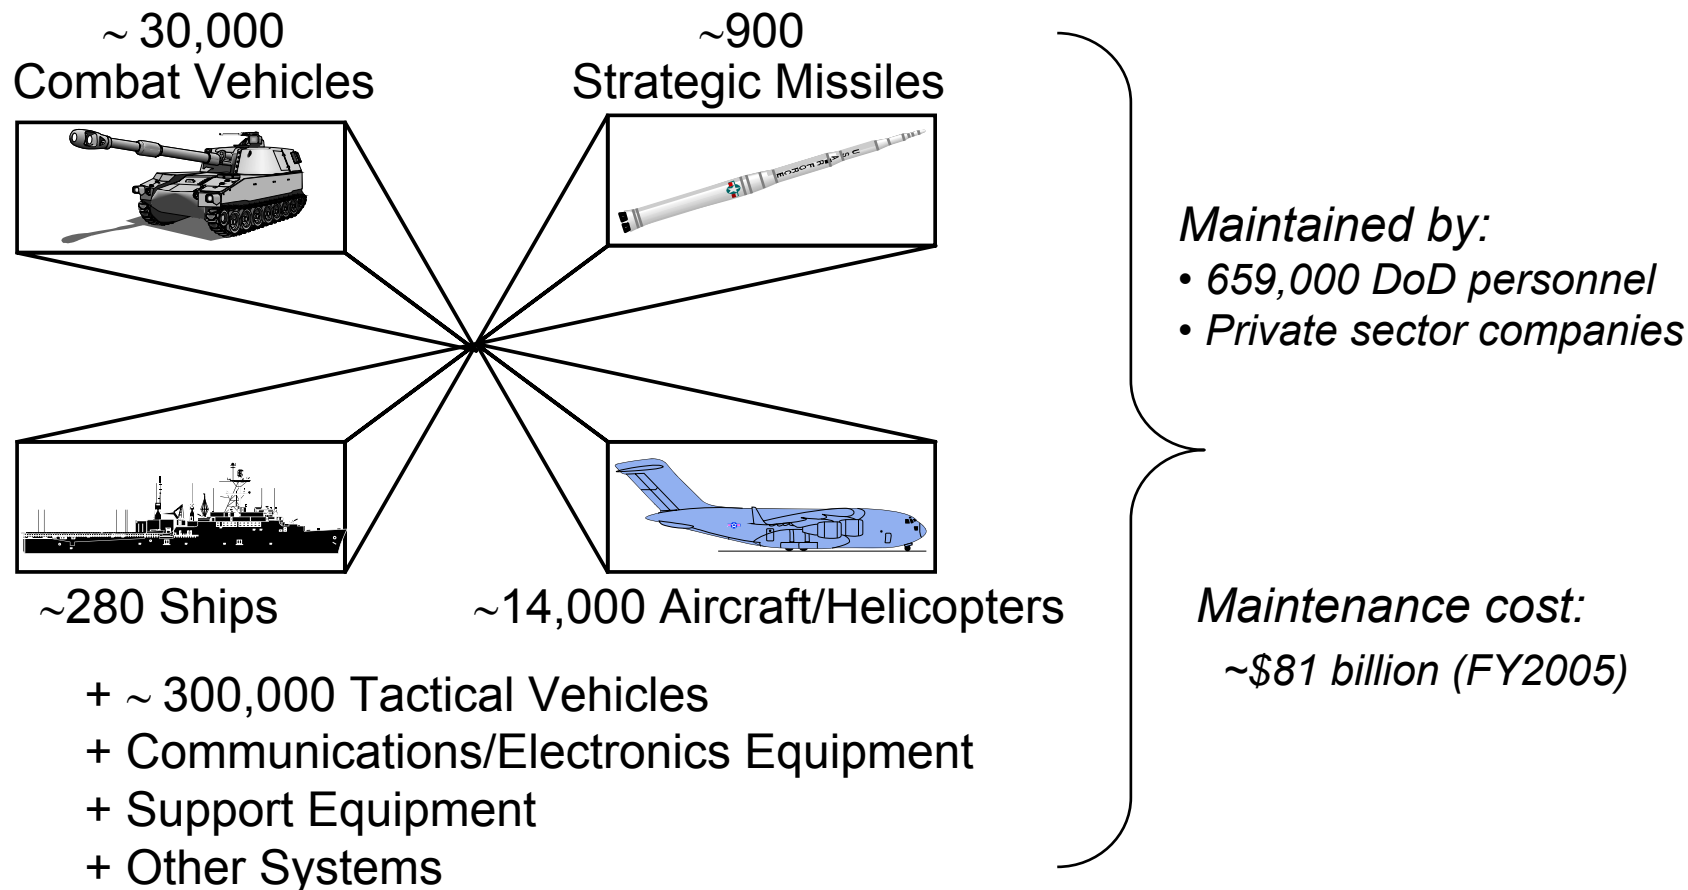 ~ 30,000
Combat Vehicles
~900
Strategic Missiles
U S A I R F O R C E
~280 Ships
~14,000 Aircraft/Helicopters
+ ~ 300,000 Tactical Vehicles
+ Communications/Electronics Equipment
+ Support Equipment
+ Other Systems
Maintained by:
• 659,000 DoD personnel
• Private sector companies
Maintenance cost:
~$81 billion (FY2005)